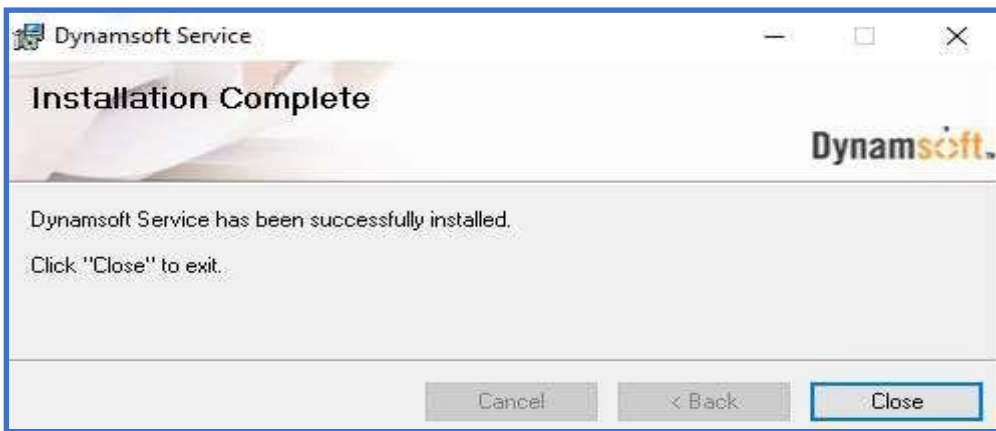 Dynamsoft Service
Installation Complete
Dynamsoft
Dynamsoft Service has been successfully installed.
Click "Close" to exit.
Cancel
< Back
Close